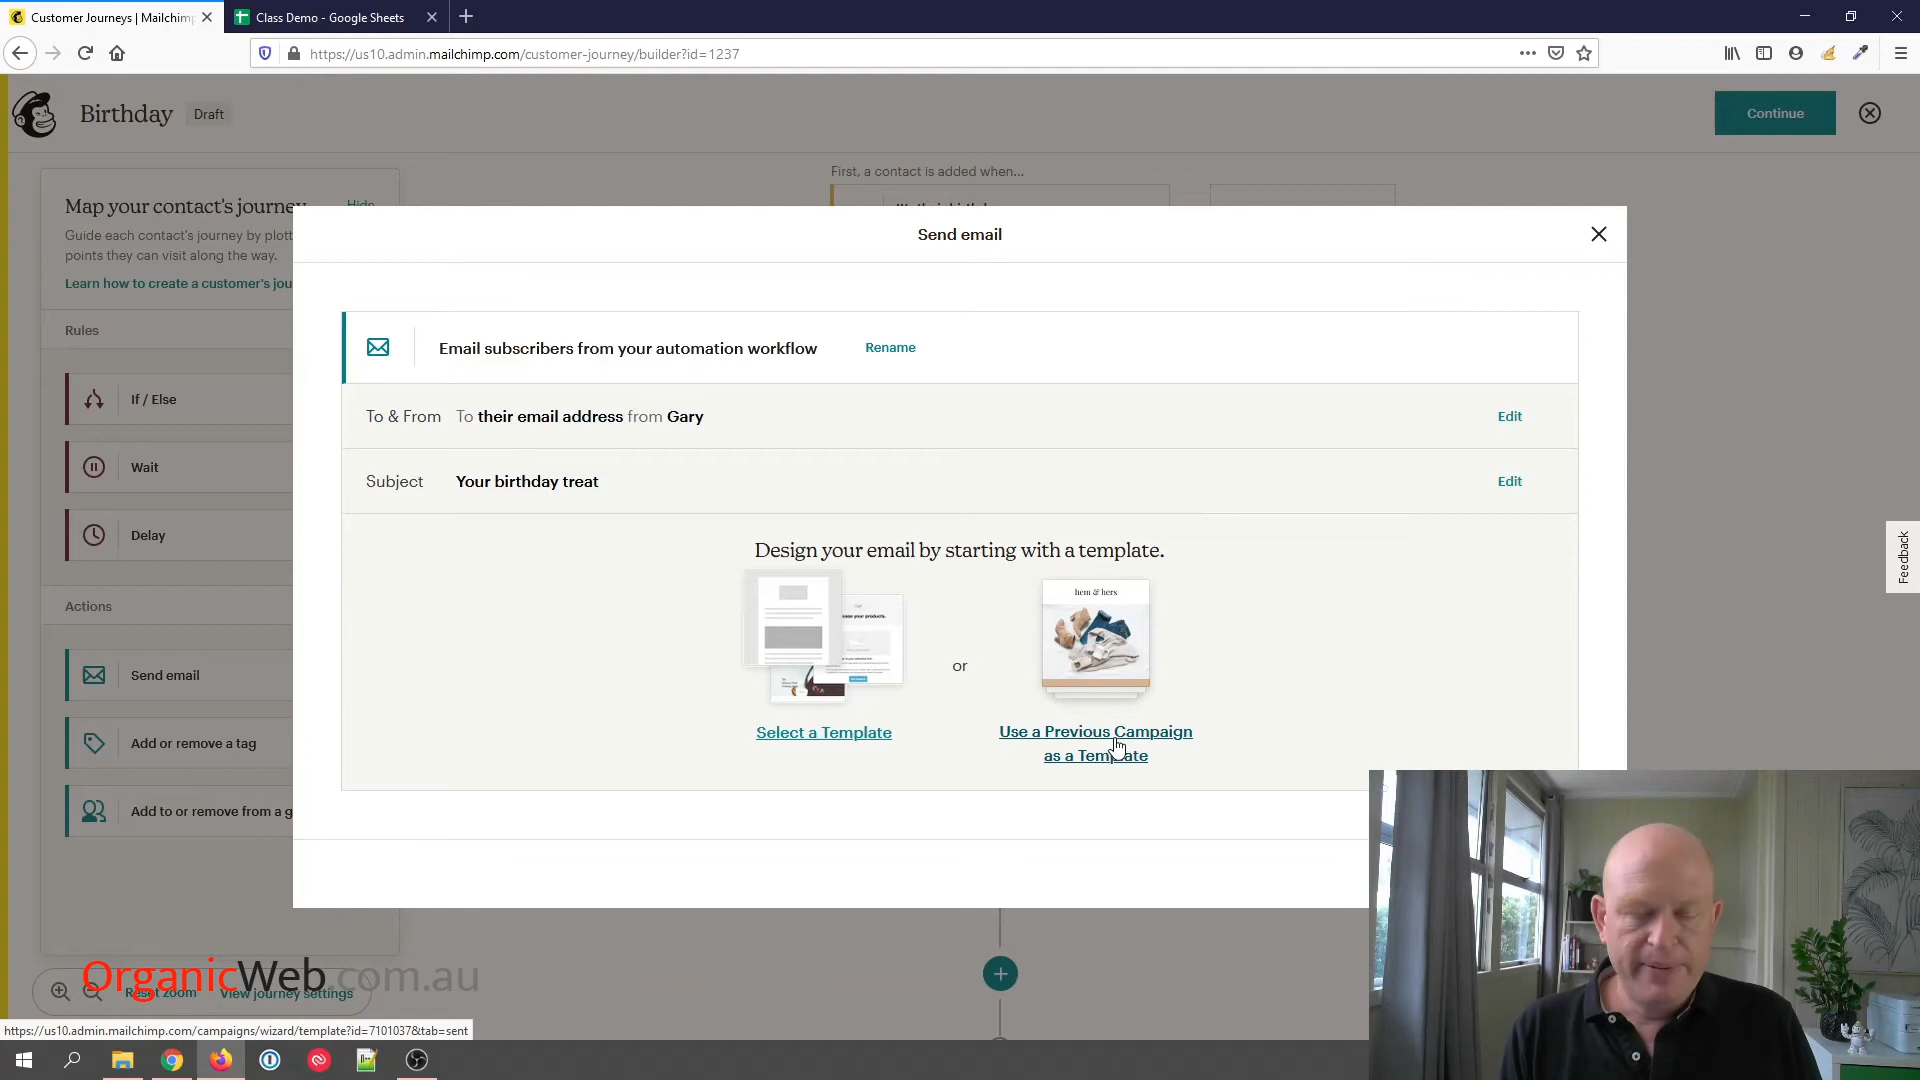 Customer Journeys | Mailchimp
Class Demo - Google Sheets
https://us10.admin.mailchimp.com/customer-journey/builder?id=1237
Birthday
Draft
Continue
First, a contact is added when...
Map your contact's journey
Hide
Guide each contact's journey by plott
points they can visit along the way.
Learn how to create a customer's jou
Rules
If / Else
Wait
Delay
Actions
Send email
Add or remove a tag
Add to or remove from a g
Send email
Email subscribers from your automation workflow
Rename
To & From
To their email address from Gary
Edit
Subject
Your birthday treat
Edit
Design your email by starting with a template.
hem & hers
or
Select a Template
Use a Previous Campaign
as a Template
Feedback
OrganicWeb.com.au
Reset zoom
View journey settings
https://us10.admin.mailchimp.com/campaigns/wizard/template?id=7101037&tab=sent